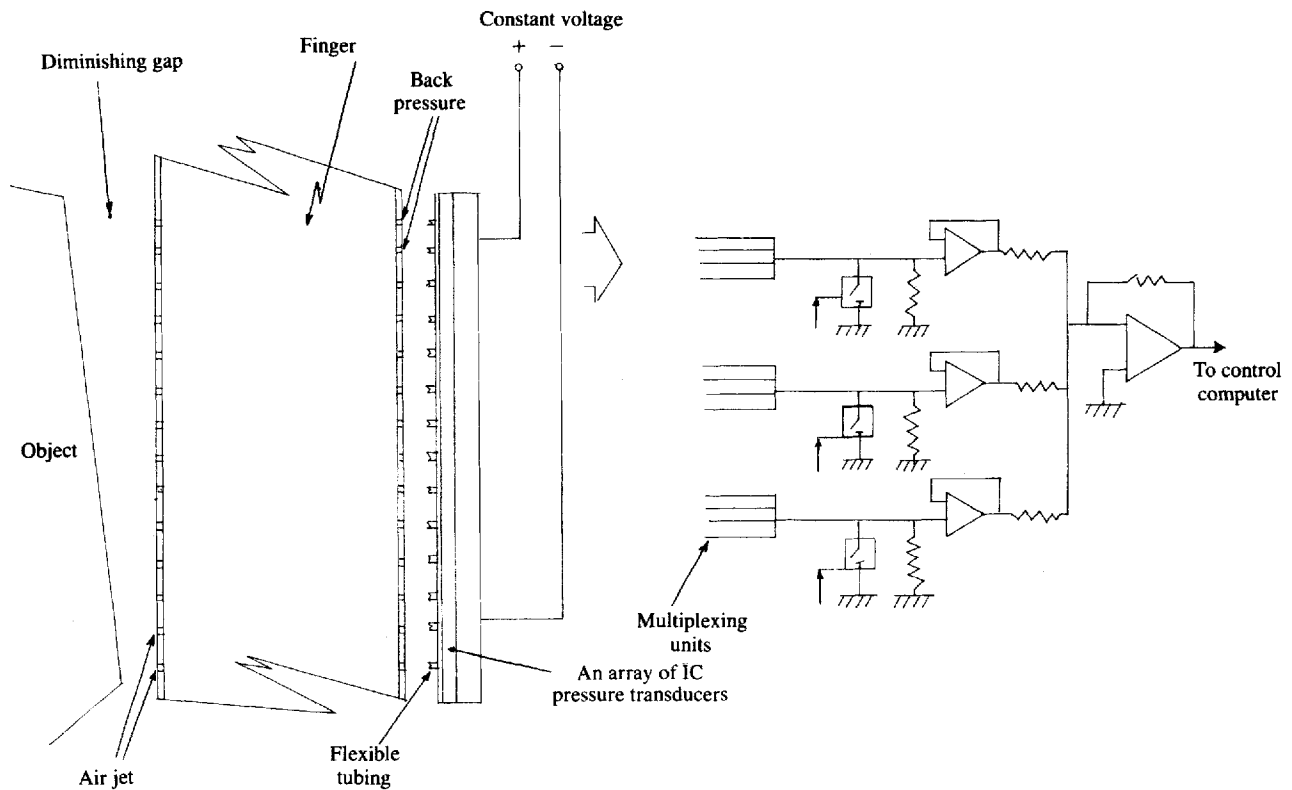 Constant voltage
+ −
Finger
Diminishing gap
Back
pressure
Object
To control
computer
Multiplexing
units
An array of IC
pressure transducers
Flexible
tubing
Air jet